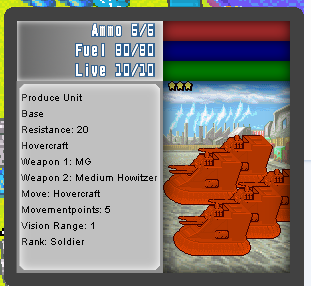 Ammo 6/6
Fuel 80/80
Live 10/10
Produce Unit
Base
Resistance: 20
Hovercraft
Weapon 1: MG
Weapon 2: Medium Howitzer
Move: Hovercraft
Movementpoints: 5
Vision Range: 1
Rank: Soldier